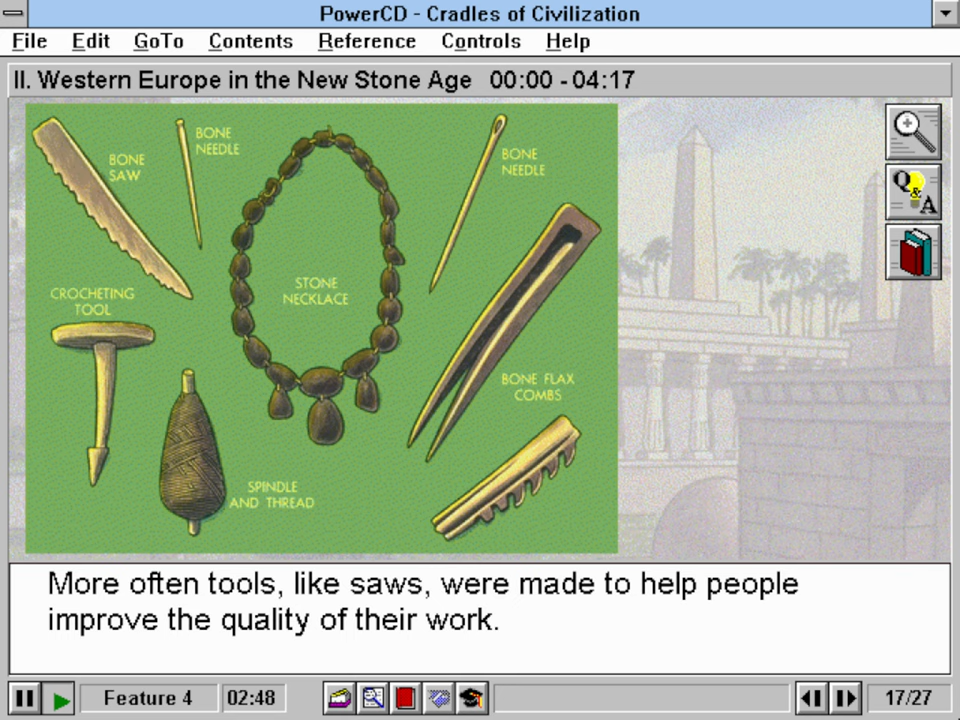 PowerCD - Cradles of Civilization
File Edit GoTo Contents Reference Controls Help
II. Western Europe in the New Stone Age 00:00 - 04:17
BONE
SAW
BONE
NEEDLE
BONE
NEEDLE
STONE
NECKLACE
CROCHETING
TOOL
BONE FLAX
COMBS
SPINDLE
AND THREAD
Q
&
A
More often tools, like saws, were made to help people
improve the quality of their work.
Feature 4 02:48 17/27